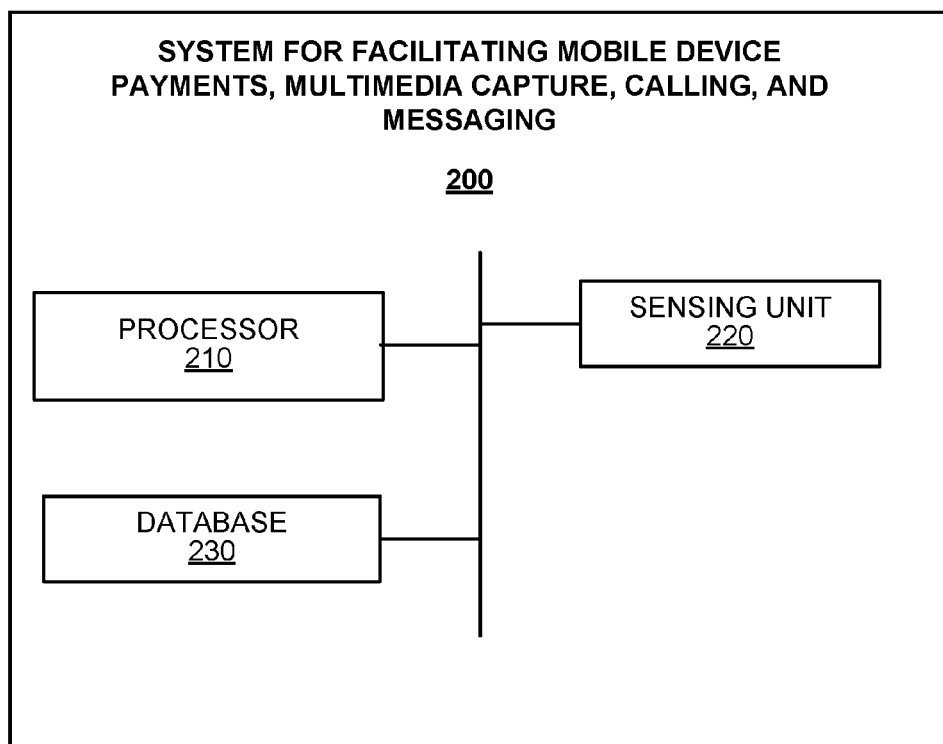 SYSTEM FOR FACILITATING MOBILE DEVICE
PAYMENTS, MULTIMEDIA CAPTURE, CALLING, AND
MESSAGING
200
PROCESSOR
210
SENSING UNIT
220
DATABASE
230